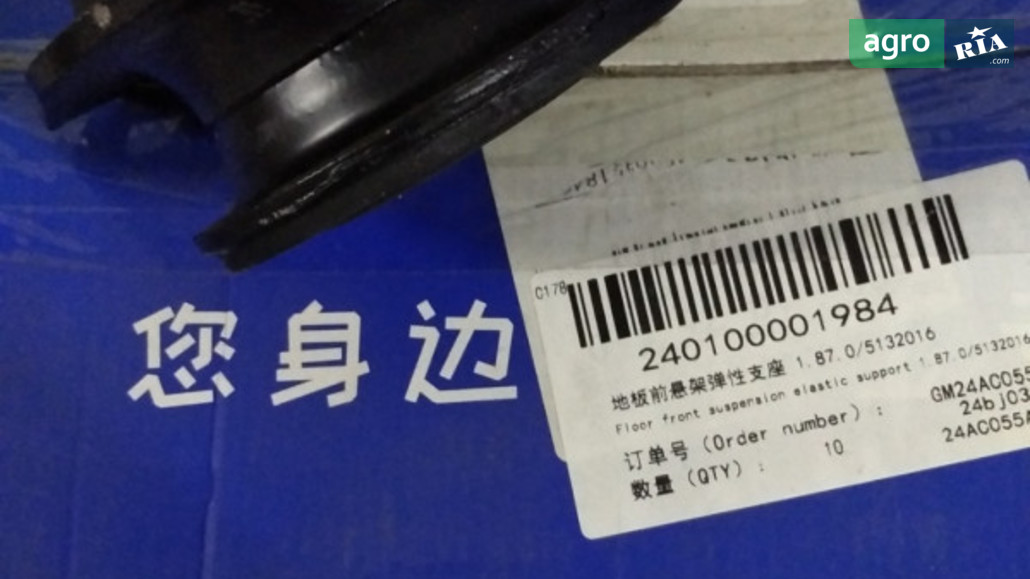 agro RIA .com
C178
240100001984
地板前悬架弹性支座 1.87.0/5132016
Floor front suspension elastic support 1.87.0/5132016
订单号 (Order number) : GM24AC055
24bj03
数量 (QTY) : 10 24AC055A
您身边